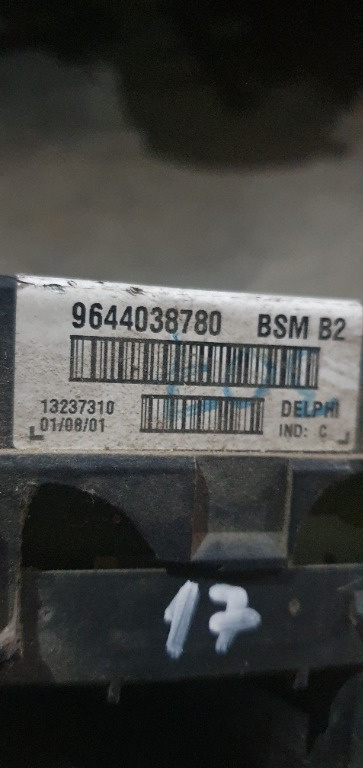 9644038780 BSM B2
13237310 DELPHI
01/08/01 IND: C
17